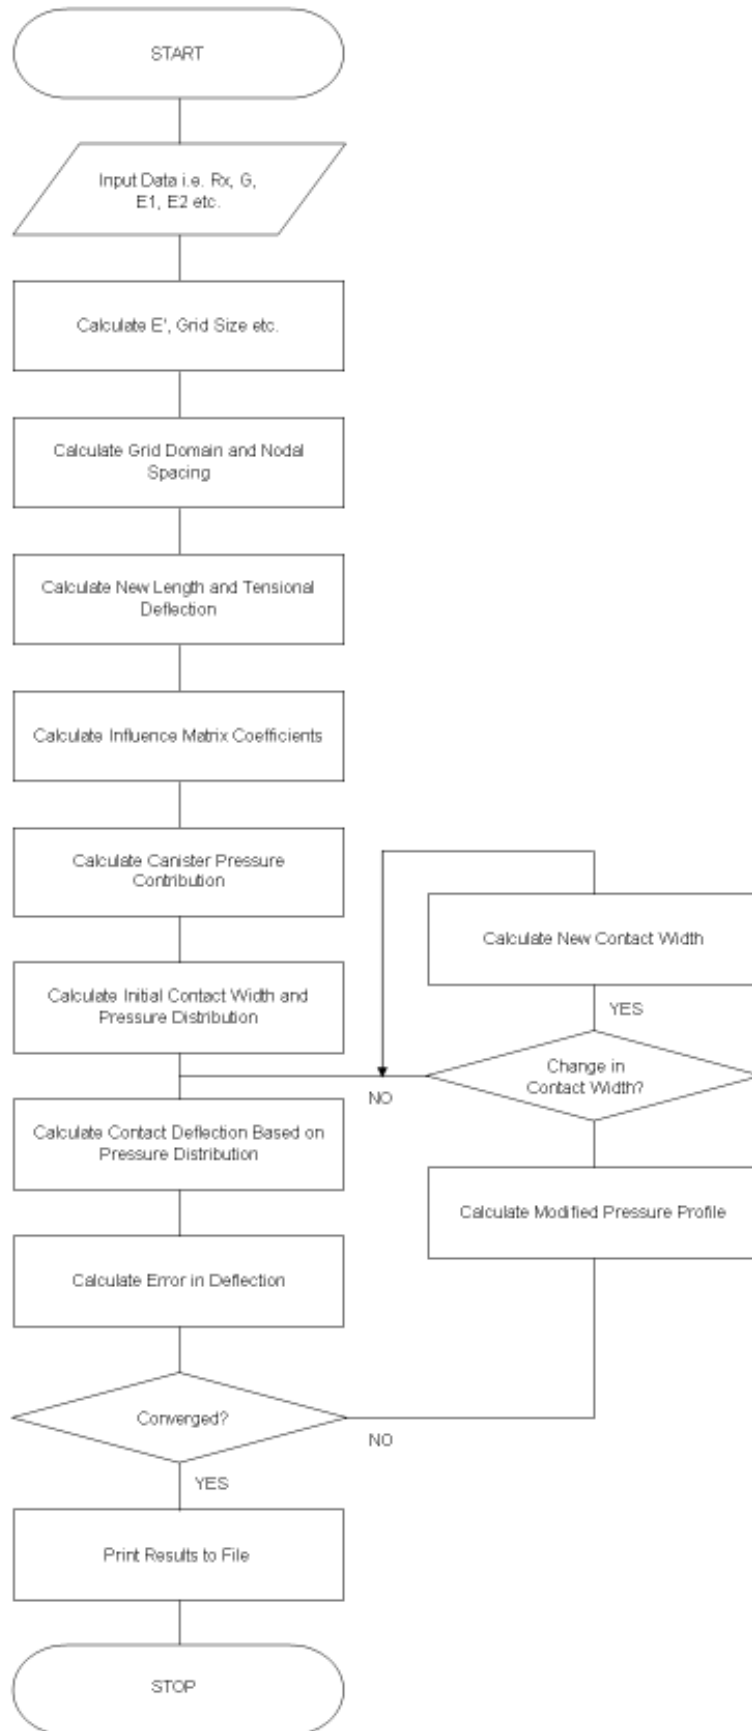 START
Input Data i.e. Rx, G,
E1, E2 etc.
Calculate E', Grid Size etc.
Calculate Grid Domain and Nodal
Spacing
Calculate New Length and Tensional
Deflection
Calculate Influence Matrix Coefficients
Calculate Canister Pressure
Contribution
Calculate Initial Contact Width and
Pressure Distribution
Calculate New Contact Width
YES
Change in
Contact Width?
NO
Calculate Contact Deflection Based on
Pressure Distribution
Calculate Modified Pressure Profile
Calculate Error in Deflection
Converged?
NO
YES
Print Results to File
STOP